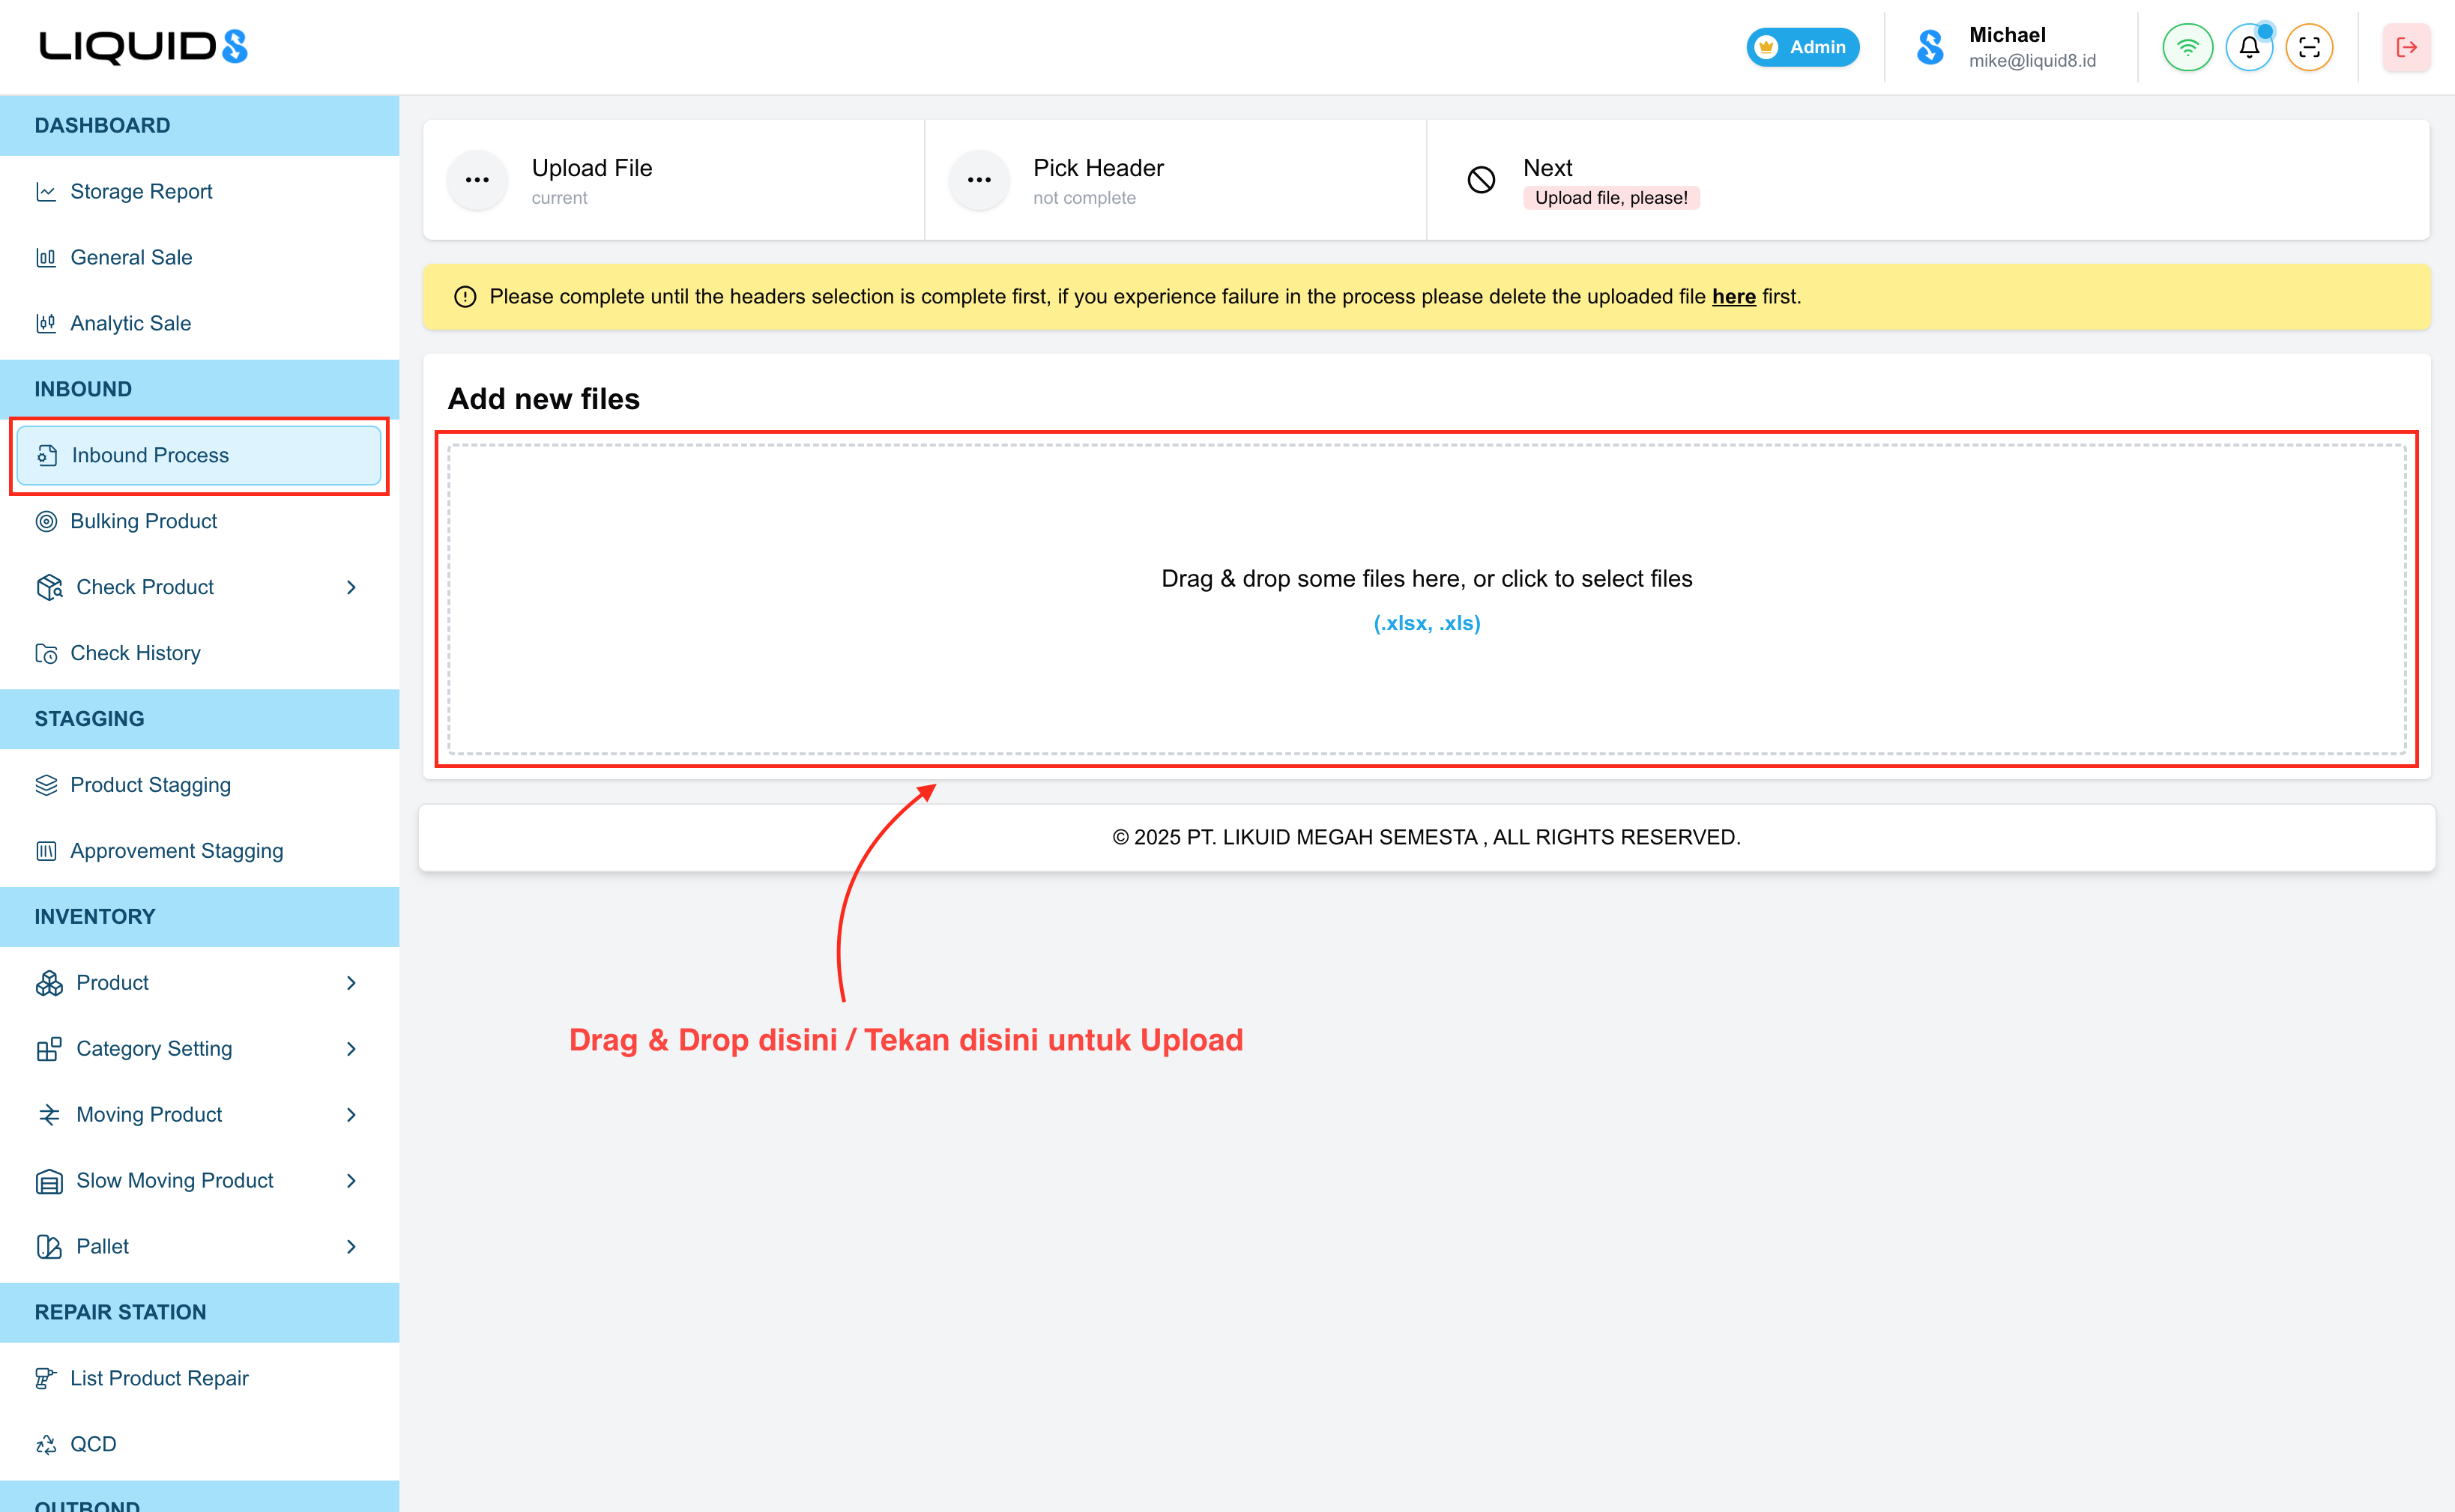 LIQUID8
Admin
Michael
mike@liquid8.id
DASHBOARD
Storage Report
General Sale
Analytic Sale
INBOUND
Inbound Process
Bulking Product
Check Product
Check History
STAGGING
Product Stagging
Approvement Stagging
INVENTORY
Product
Category Setting
Moving Product
Slow Moving Product
Pallet
REPAIR STATION
List Product Repair
QCD
OUTBOND
Upload File
current
Pick Header
not complete
Next
Upload file, please!
Please complete until the headers selection is complete first, if you experience failure in the process please delete the uploaded file here first.
Add new files
Drag & drop some files here, or click to select files
(.xlsx, .xls)
© 2025 PT. LIKUID MEGAH SEMESTA , ALL RIGHTS RESERVED.
Drag & Drop disini / Tekan disini untuk Upload